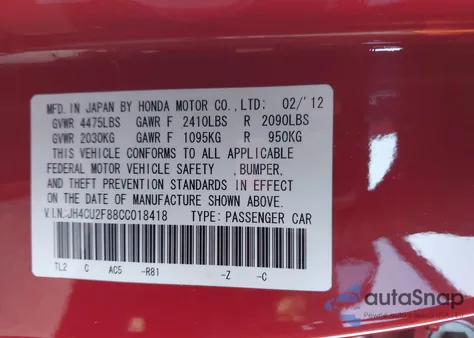 MFD. IN JAPAN BY HONDA MOTOR CO., LTD: 02/'12
GVWR 4475LBS GAWR F 2410LBS R 2090LBS
GVWR 2030KG GAWR F 1095KG R 950KG
THIS VEHICLE CONFORMS TO ALL APPLICABLE
FEDERAL MOTOR VEHICLE SAFETY , BUMPER,
AND THEFT PREVENTION STANDARDS IN EFFECT
ON THE DATE OF MANUFACTURE SHOWN ABOVE.
V.I.N:JH4CU2F88CC018418 TYPE: PASSENGER CAR
TL2 C AC5 -R81 -Z -C
autoSnap